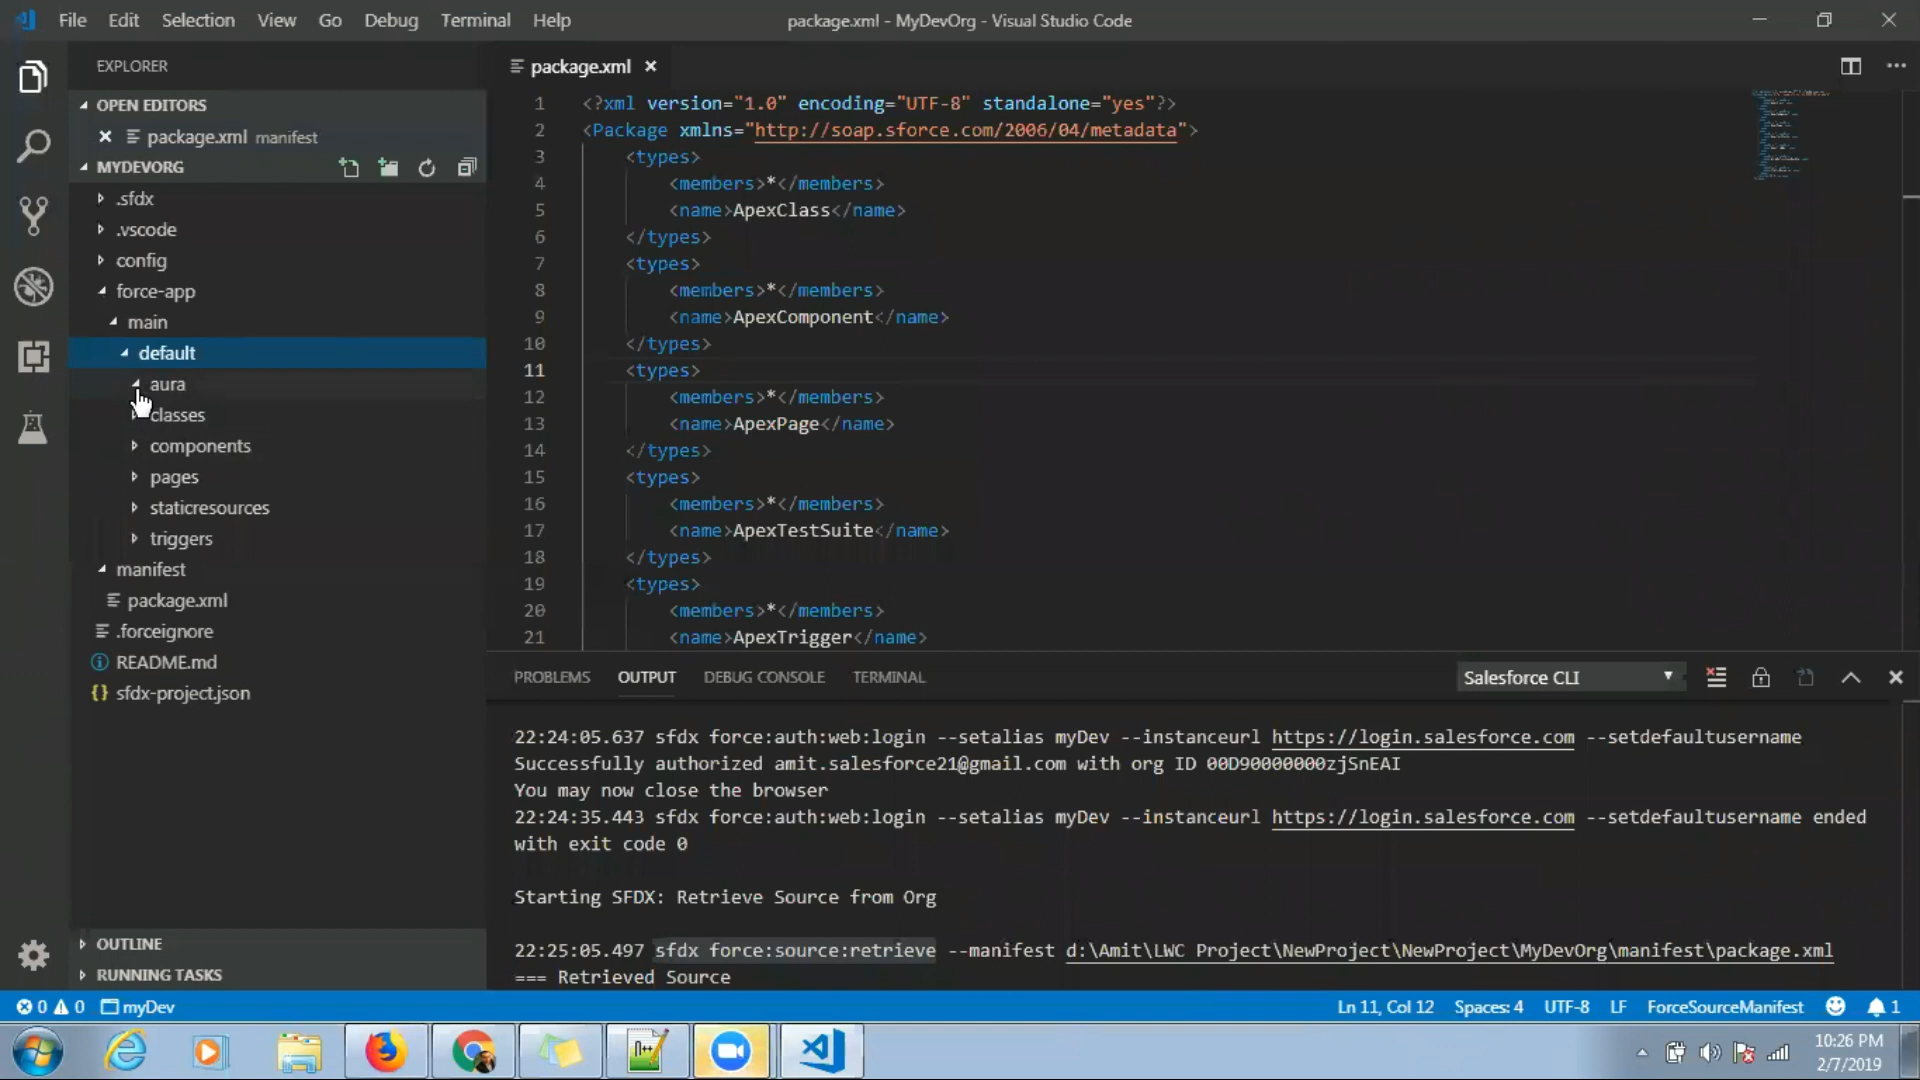 File Edit Selection View Go Debug Terminal Help
package.xml - MyDevOrg - Visual Studio Code
EXPLORER
OPEN EDITORS
package.xml manifest
MYDEVORG
.sfdx
.vscode
config
force-app
main
default
aura
classes
components
pages
staticresources
triggers
manifest
package.xml
.forceignore
README.md
sfdx-project.json
OUTLINE
RUNNING TASKS
package.xml
1 <?xml version="1.0" encoding="UTF-8" standalone="yes"?>
2 <Package xmlns="http://soap.sforce.com/2006/04/metadata">
3 <types>
4 <members>*</members>
5 <name>ApexClass</name>
6 </types>
7 <types>
8 <members>*</members>
9 <name>ApexComponent</name>
10 </types>
11 <types>
12 <members>*</members>
13 <name>ApexPage</name>
14 </types>
15 <types>
16 <members>*</members>
17 <name>ApexTestSuite</name>
18 </types>
19 <types>
20 <members>*</members>
21 <name>ApexTrigger</name>
PROBLEMS OUTPUT DEBUG CONSOLE TERMINAL
Salesforce CLI
22:24:05.637 sfdx force:auth:web:login --setalias myDev --instanceurl https://login.salesforce.com --setdefaultusername
Successfully authorized amit.salesforce21@gmail.com with org ID 00D90000000zjSnEAI
You may now close the browser
22:24:35.443 sfdx force:auth:web:login --setalias myDev --instanceurl https://login.salesforce.com --setdefaultusername ended
with exit code 0
Starting SFDX: Retrieve Source from Org
22:25:05.497 sfdx force:source:retrieve --manifest d:\Amit\LWC Project\NewProject\NewProject\MyDevOrg\manifest\package.xml
=== Retrieved Source
0 0 myDev
Ln 11, Col 12 Spaces: 4 UTF-8 LF ForceSourceManifest 1
10:26 PM
2/7/2019